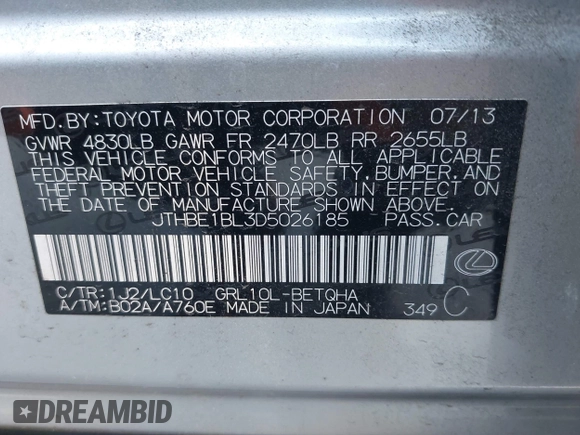 MFD.BY:TOYOTA MOTOR CORPORATION 07/13
GVWR 4830LB GAWR FR 2470LB RR 2655LB
THIS VEHICLE CONFORMS TO ALL APPLICABLE
FEDERAL MOTOR VEHICLE SAFETY,BUMPER,AND
THEFT PREVENTION STANDARDS IN EFFECT ON
THE DATE OF MANUFACTURE SHOWN ABOVE.
JTHBE1BL3D5026185 PASS.CAR
C/TR:1J2/LC10 GRL10L-BETQHA
A/TM:B02A/A760E MADE IN JAPAN 349 C
DREAMBID